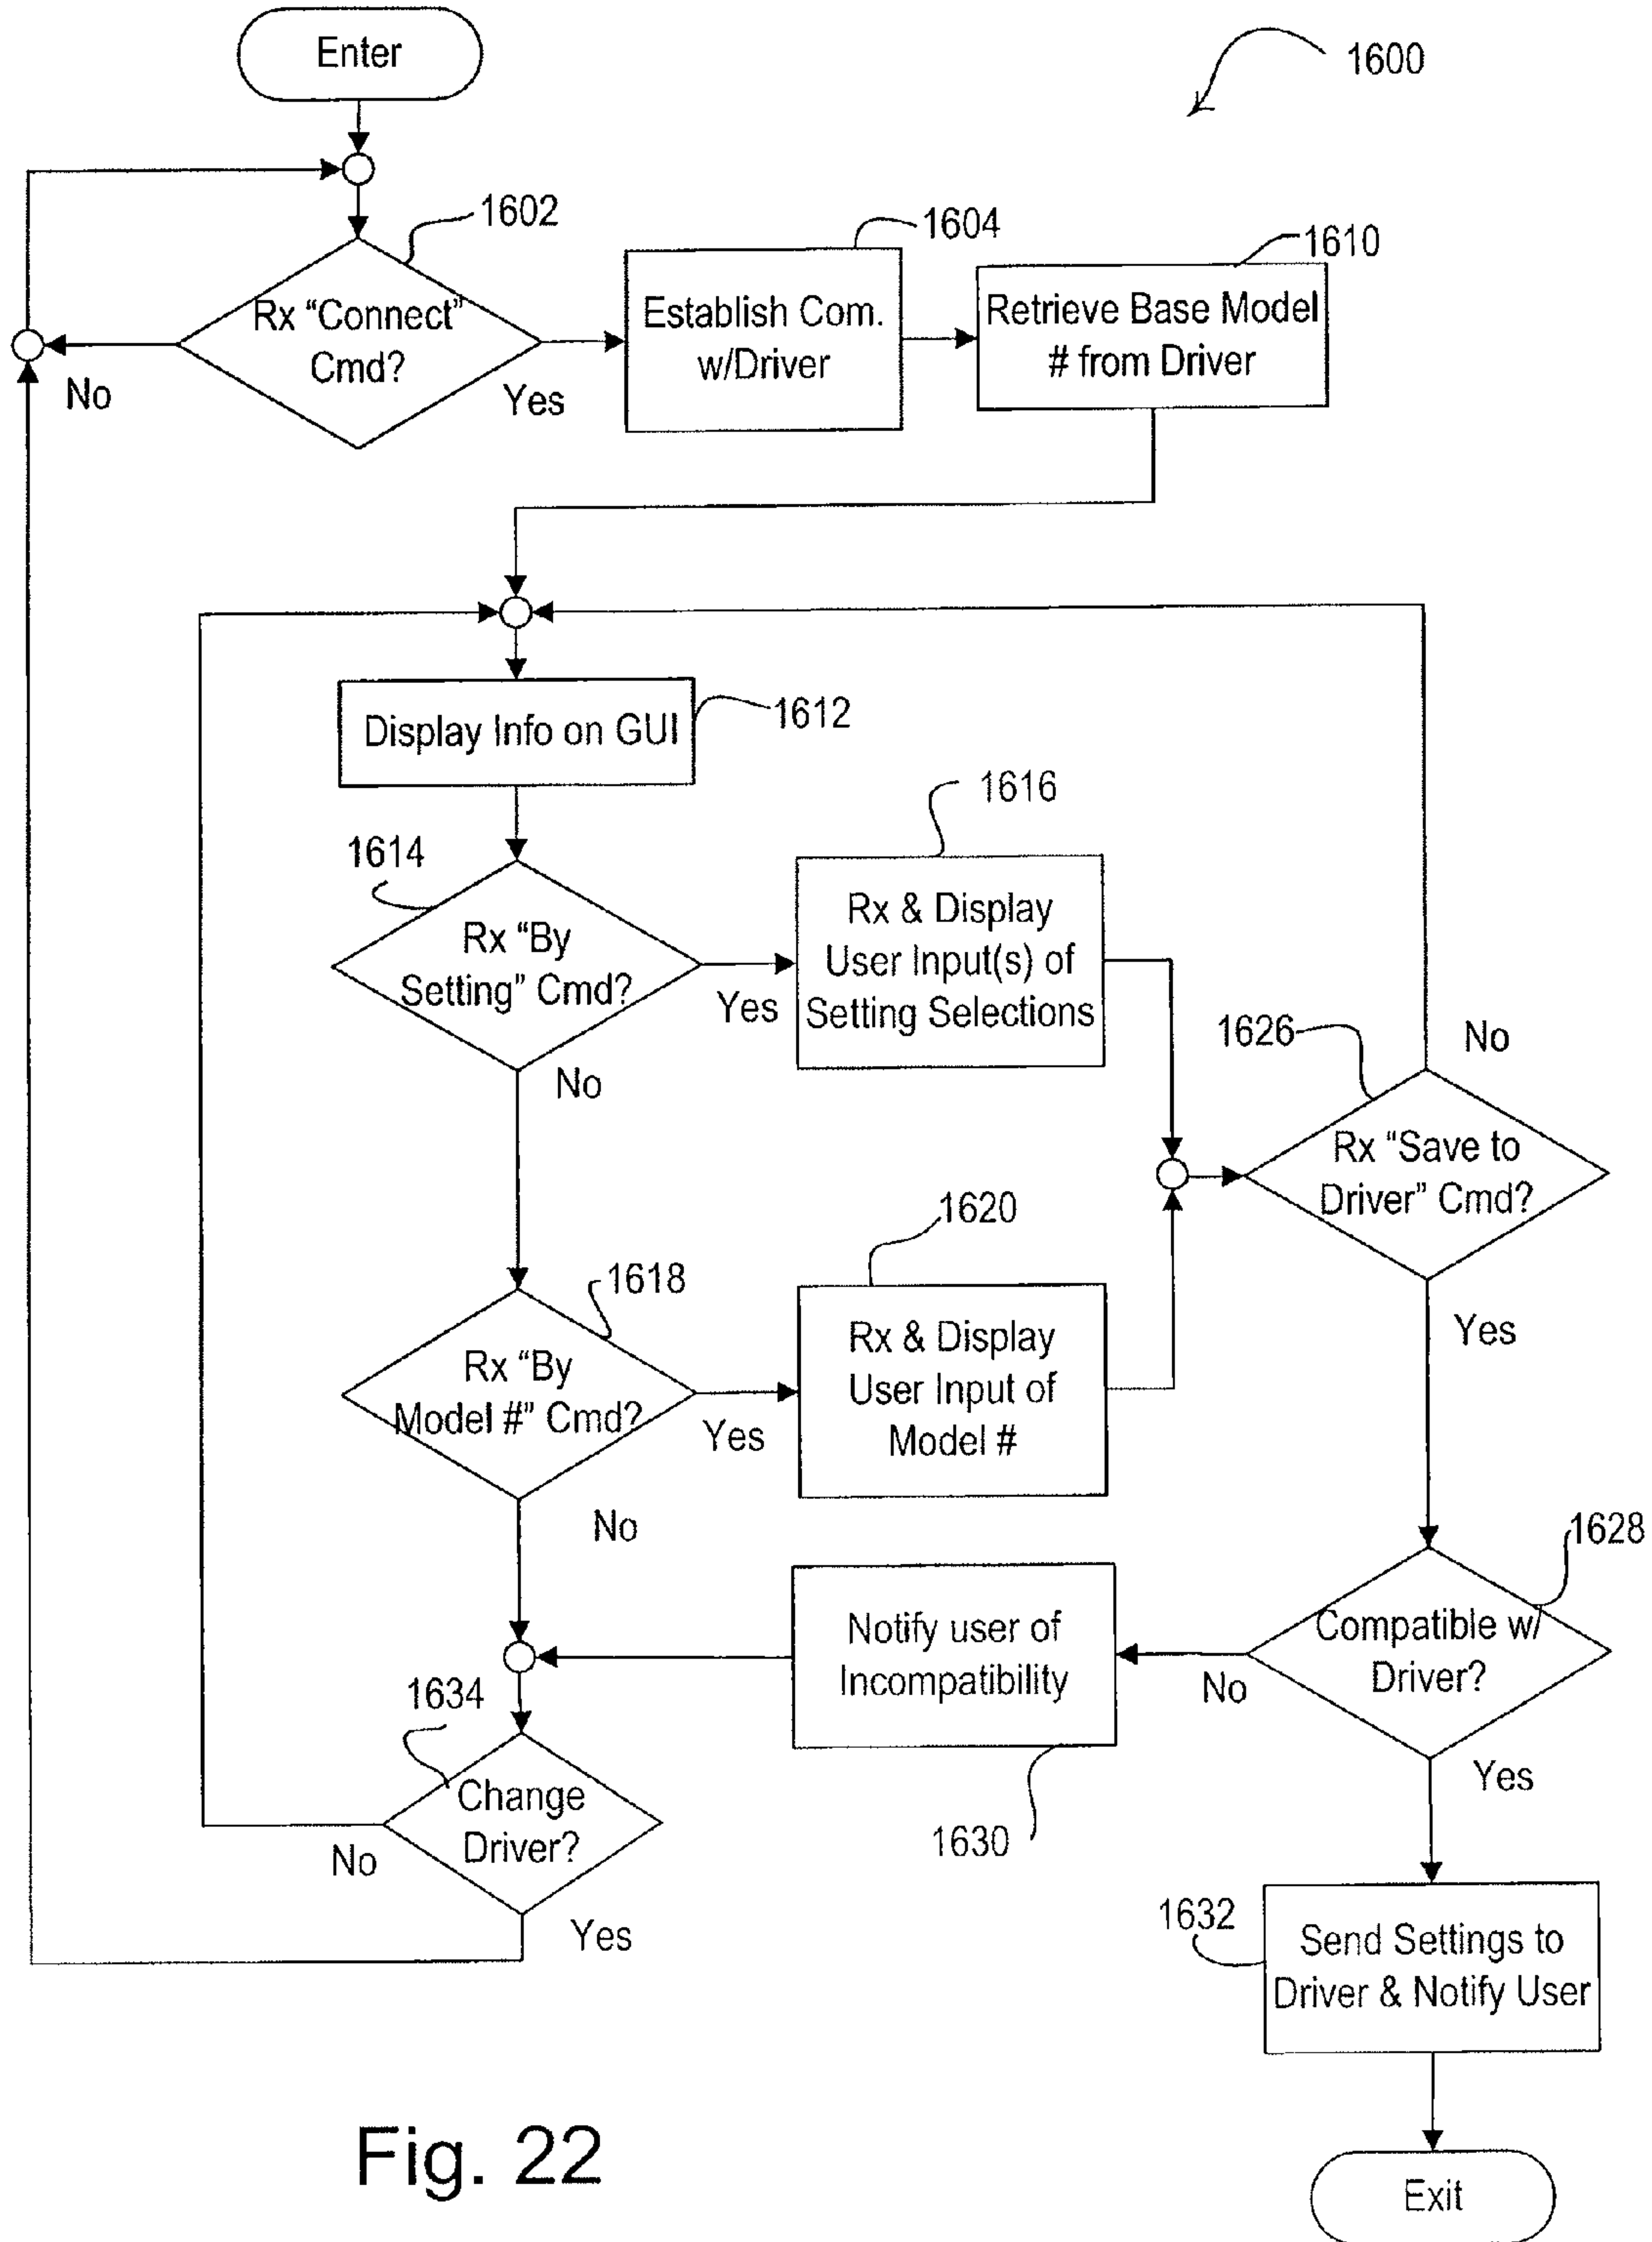 Enter
1600
1602
Rx “Connect”
Cmd?
No
Yes
1604
Establish Com.
w/Driver
1610
Retrieve Base Model
# from Driver
Display Info on GUI
1612
1614
Rx “By
Setting” Cmd?
Yes
No
1616
Rx & Display
User Input(s) of
Setting Selections
1626
No
Rx “Save to
Driver” Cmd?
Yes
1618
Rx “By
Model #” Cmd?
Yes
No
1620
Rx & Display
User Input of
Model #
1628
Compatible w/
Driver?
No
Yes
Notify user of
Incompatibility
1630
1634
Change
Driver?
No
Yes
1632
Send Settings to
Driver & Notify User
Exit
Fig. 22